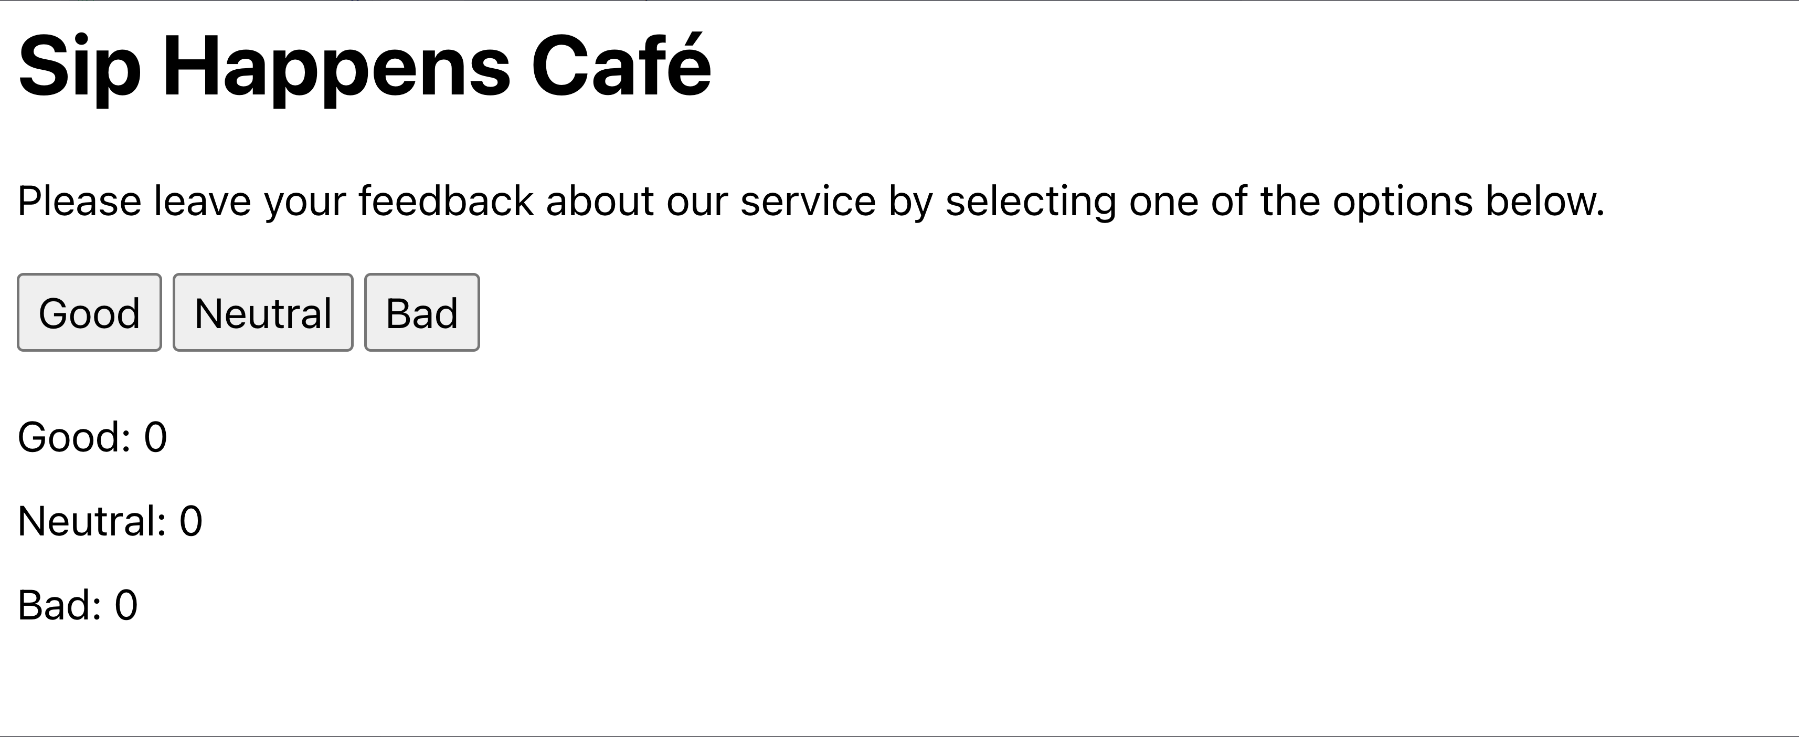 Sip Happens Café
Please leave your feedback about our service by selecting one of the options below.
Good Neutral Bad
Good: 0
Neutral: 0
Bad: 0